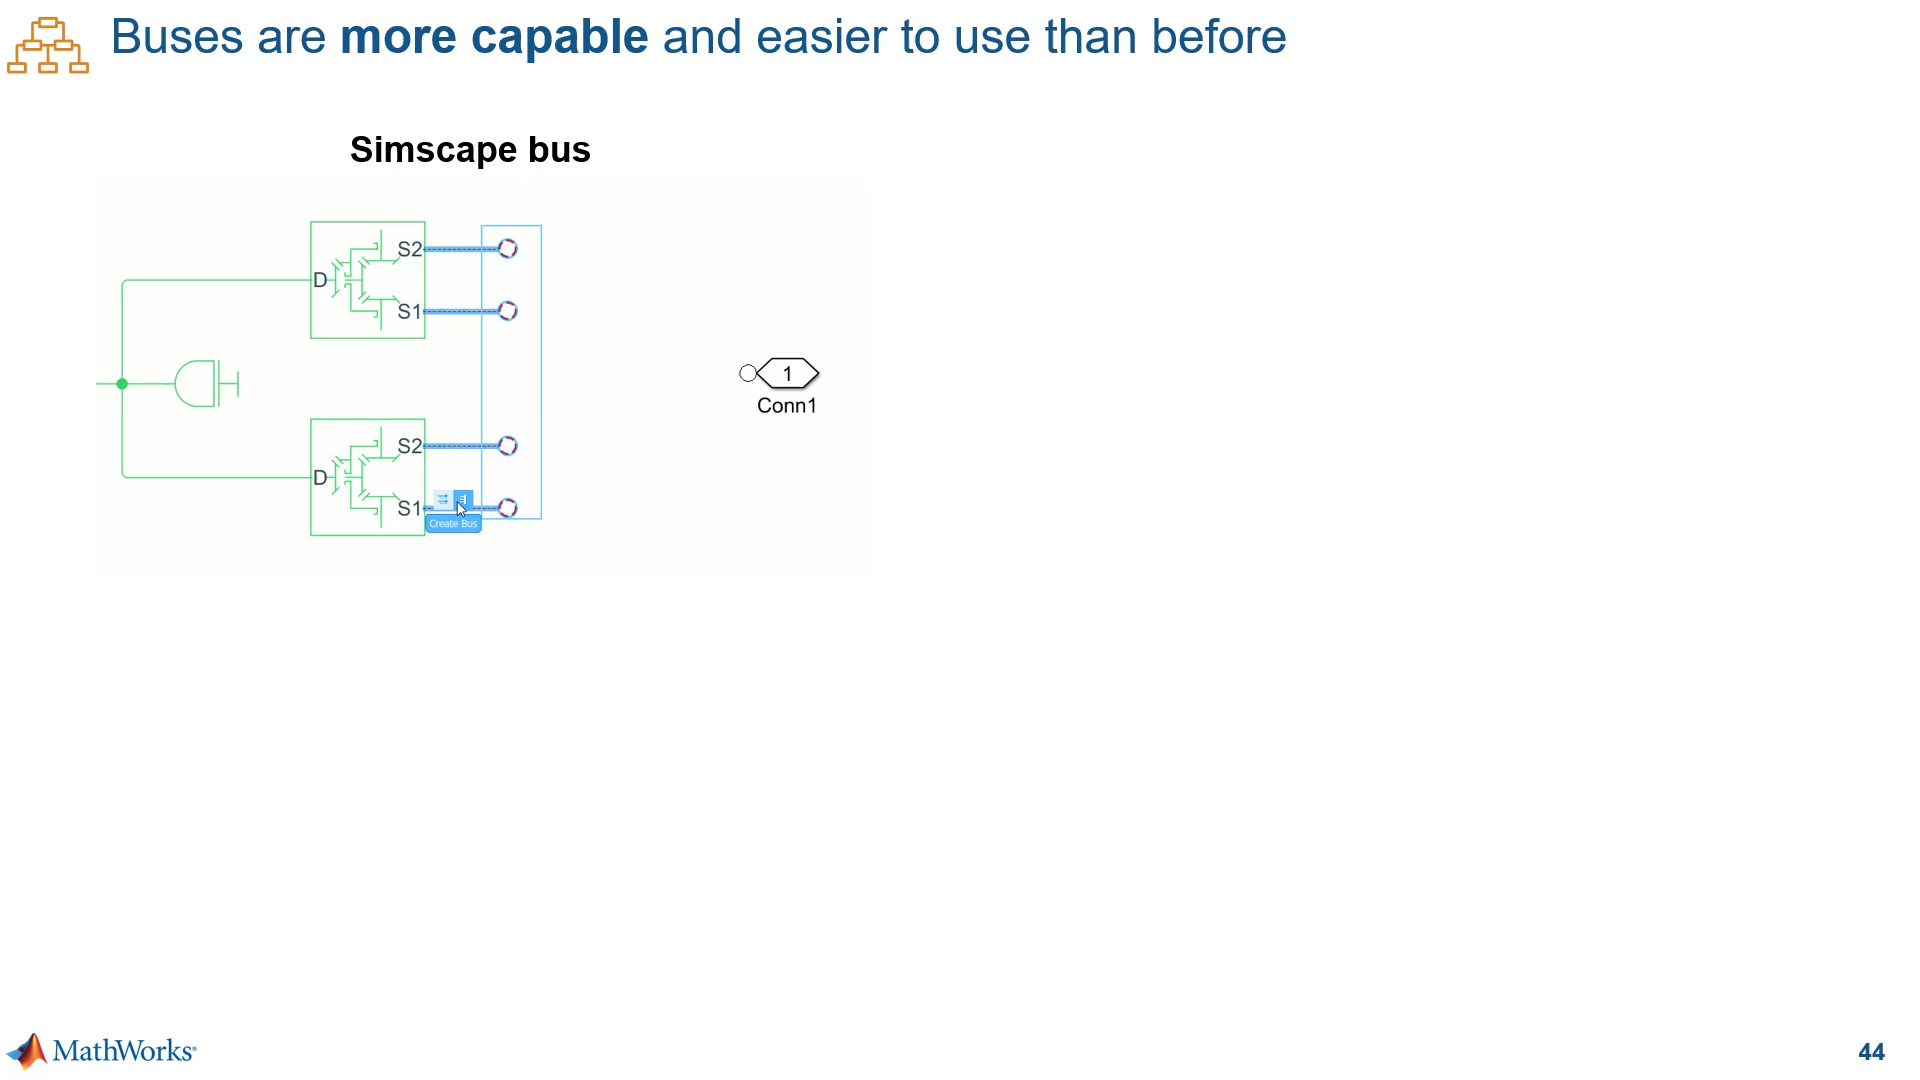 Buses are more capable and easier to use than before
Simscape bus
S2
D
S1
1
Conn1
S2
D
S1
Create Bus
MathWorks®
44